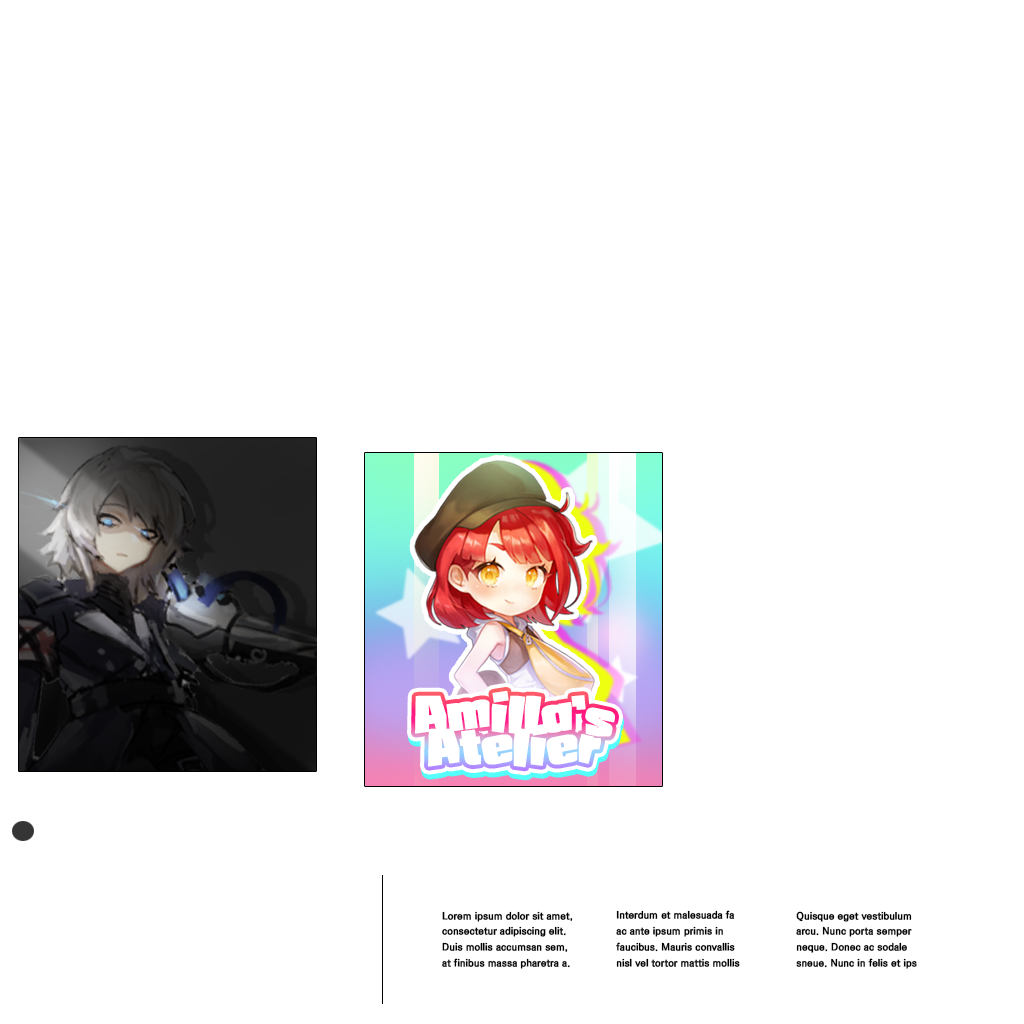 Amilla's
Atelier
Lorem ipsum dolor sit amet,
consectetur adipiscing elit.
Duis mollis accumsan sem,
at finibus massa pharetra a.
Interdum et malesuada fa
ac ante ipsum primis in
faucibus. Mauris convallis
nisl vel tortor mattis mollis
Quisque eget vestibulum
arcu. Nunc porta semper
neque. Donec ac sodale
sneue. Nunc in felis et ips